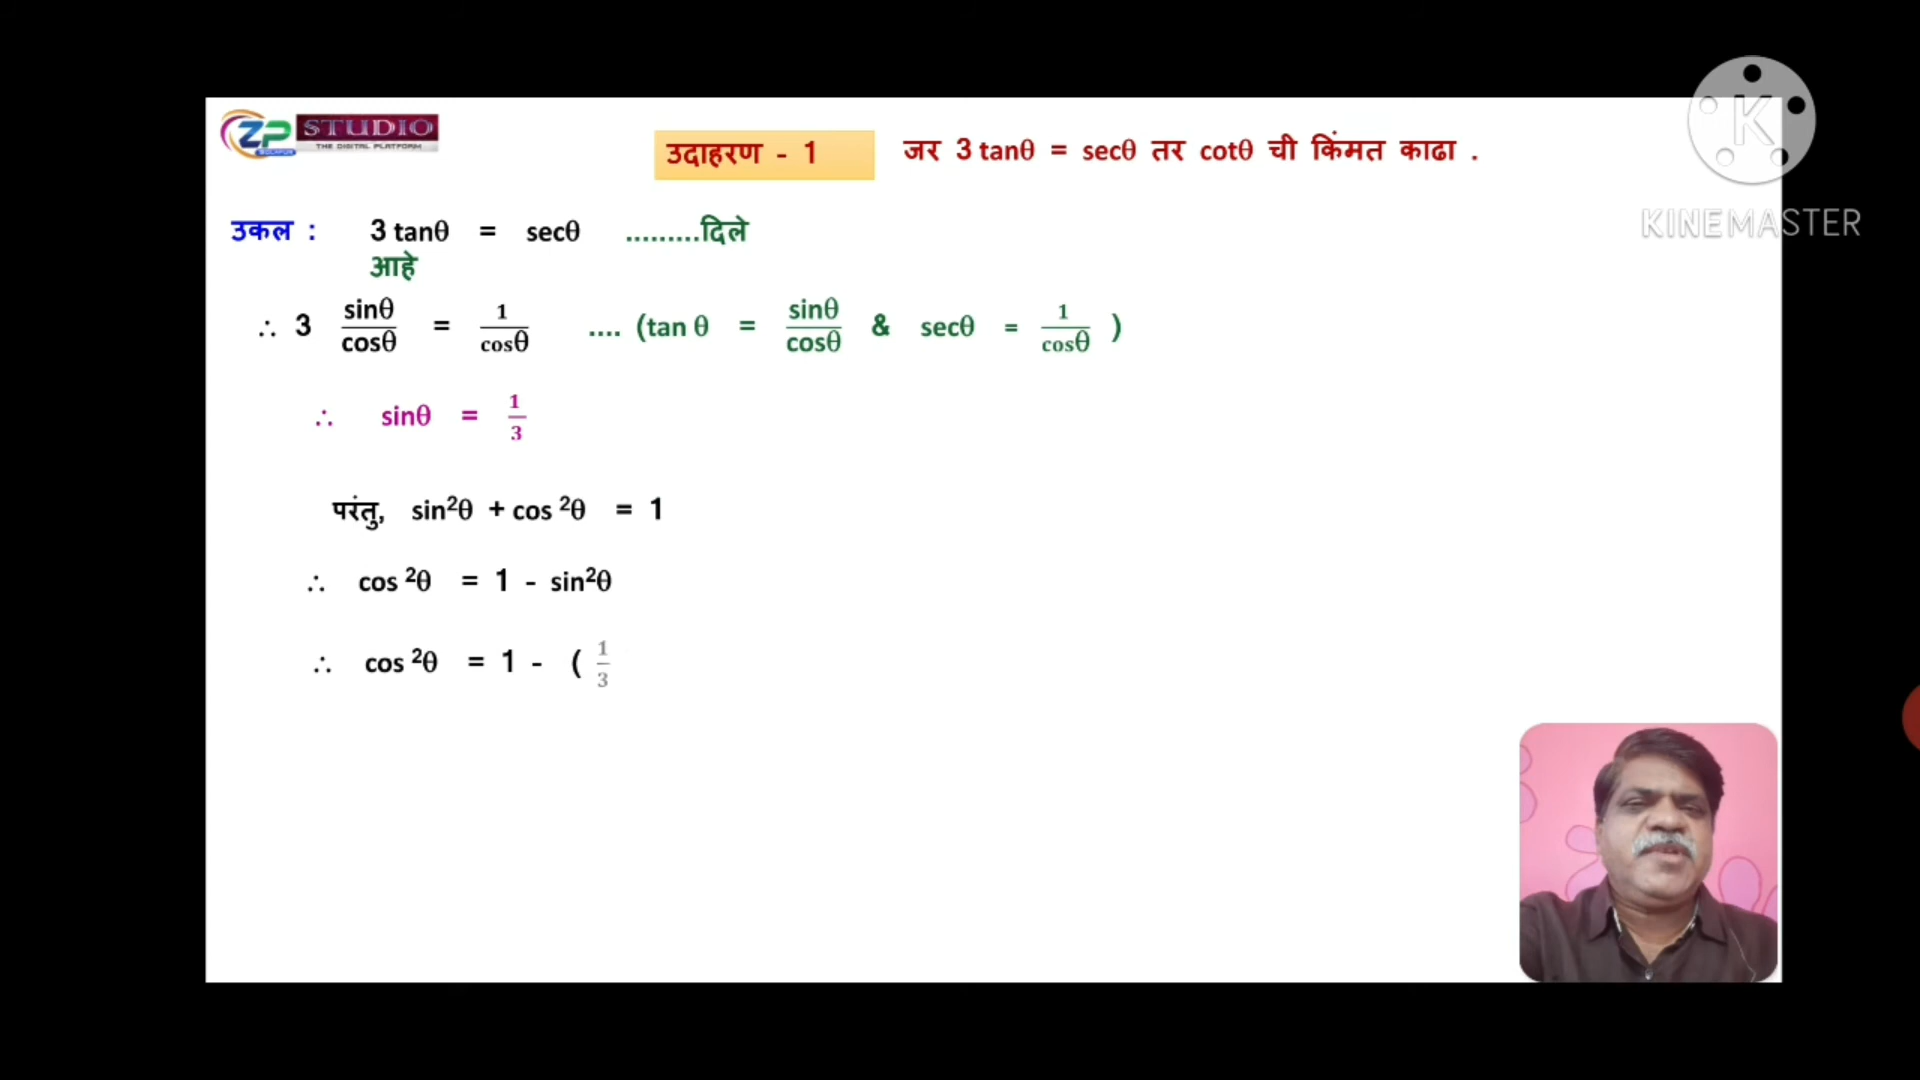 ZP STUDIO
THE DIGITAL PLATFORM
उदाहरण - 1 जर 3 tanθ = secθ तर cotθ ची किंमत काढा .
उकल : 3 tanθ = secθ .........दिले
आहे
∴ 3 sinθ/cosθ = 1/cosθ .... (tan θ = sinθ/cosθ & secθ = 1/cosθ )
∴ sinθ = 1/3
परंतु, sin²θ + cos ²θ = 1
∴ cos ²θ = 1 - sin²θ
∴ cos ²θ = 1 - ( 1/3
K
KINEMASTER